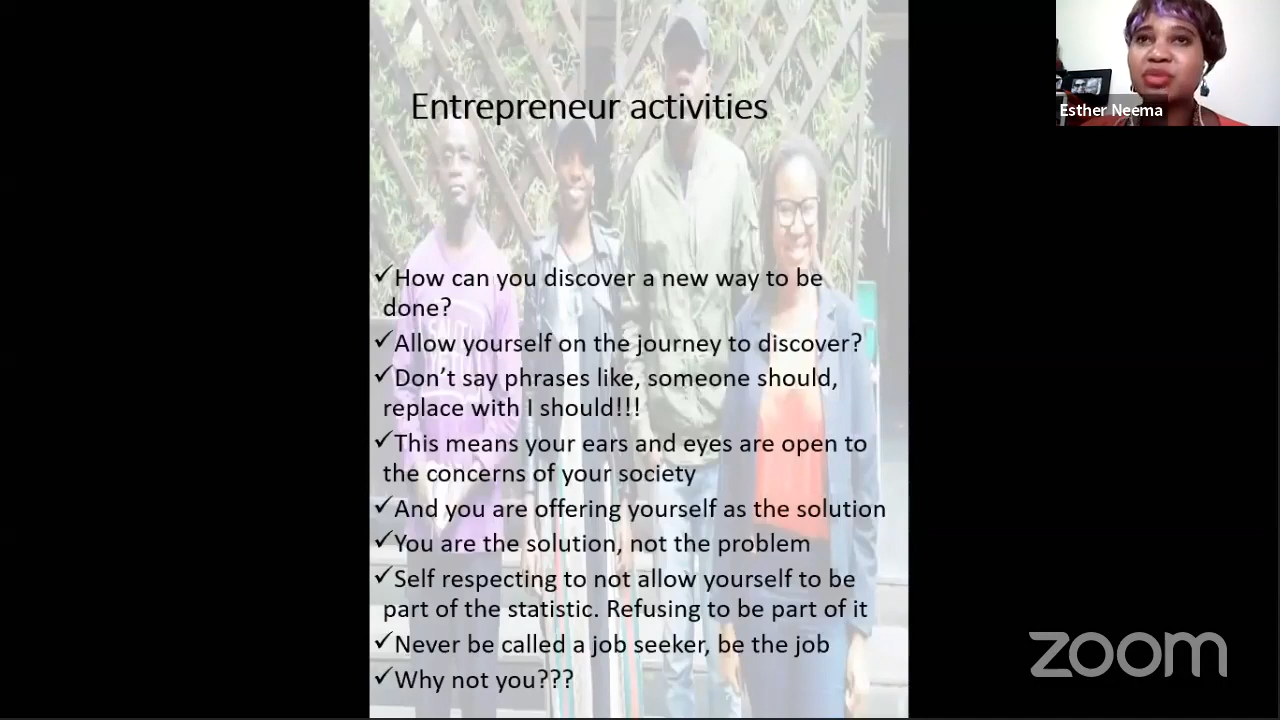 Entrepreneur activities
Esther Neema
✓How can you discover a new way to be
done?
✓Allow yourself on the journey to discover?
✓Don't say phrases like, someone should,
replace with I should!!!
✓This means your ears and eyes are open to
the concerns of your society
✓And you are offering yourself as the solution
✓You are the solution, not the problem
✓Self respecting to not allow yourself to be
part of the statistic. Refusing to be part of it
✓Never be called a job seeker, be the job
✓Why not you???
zoom